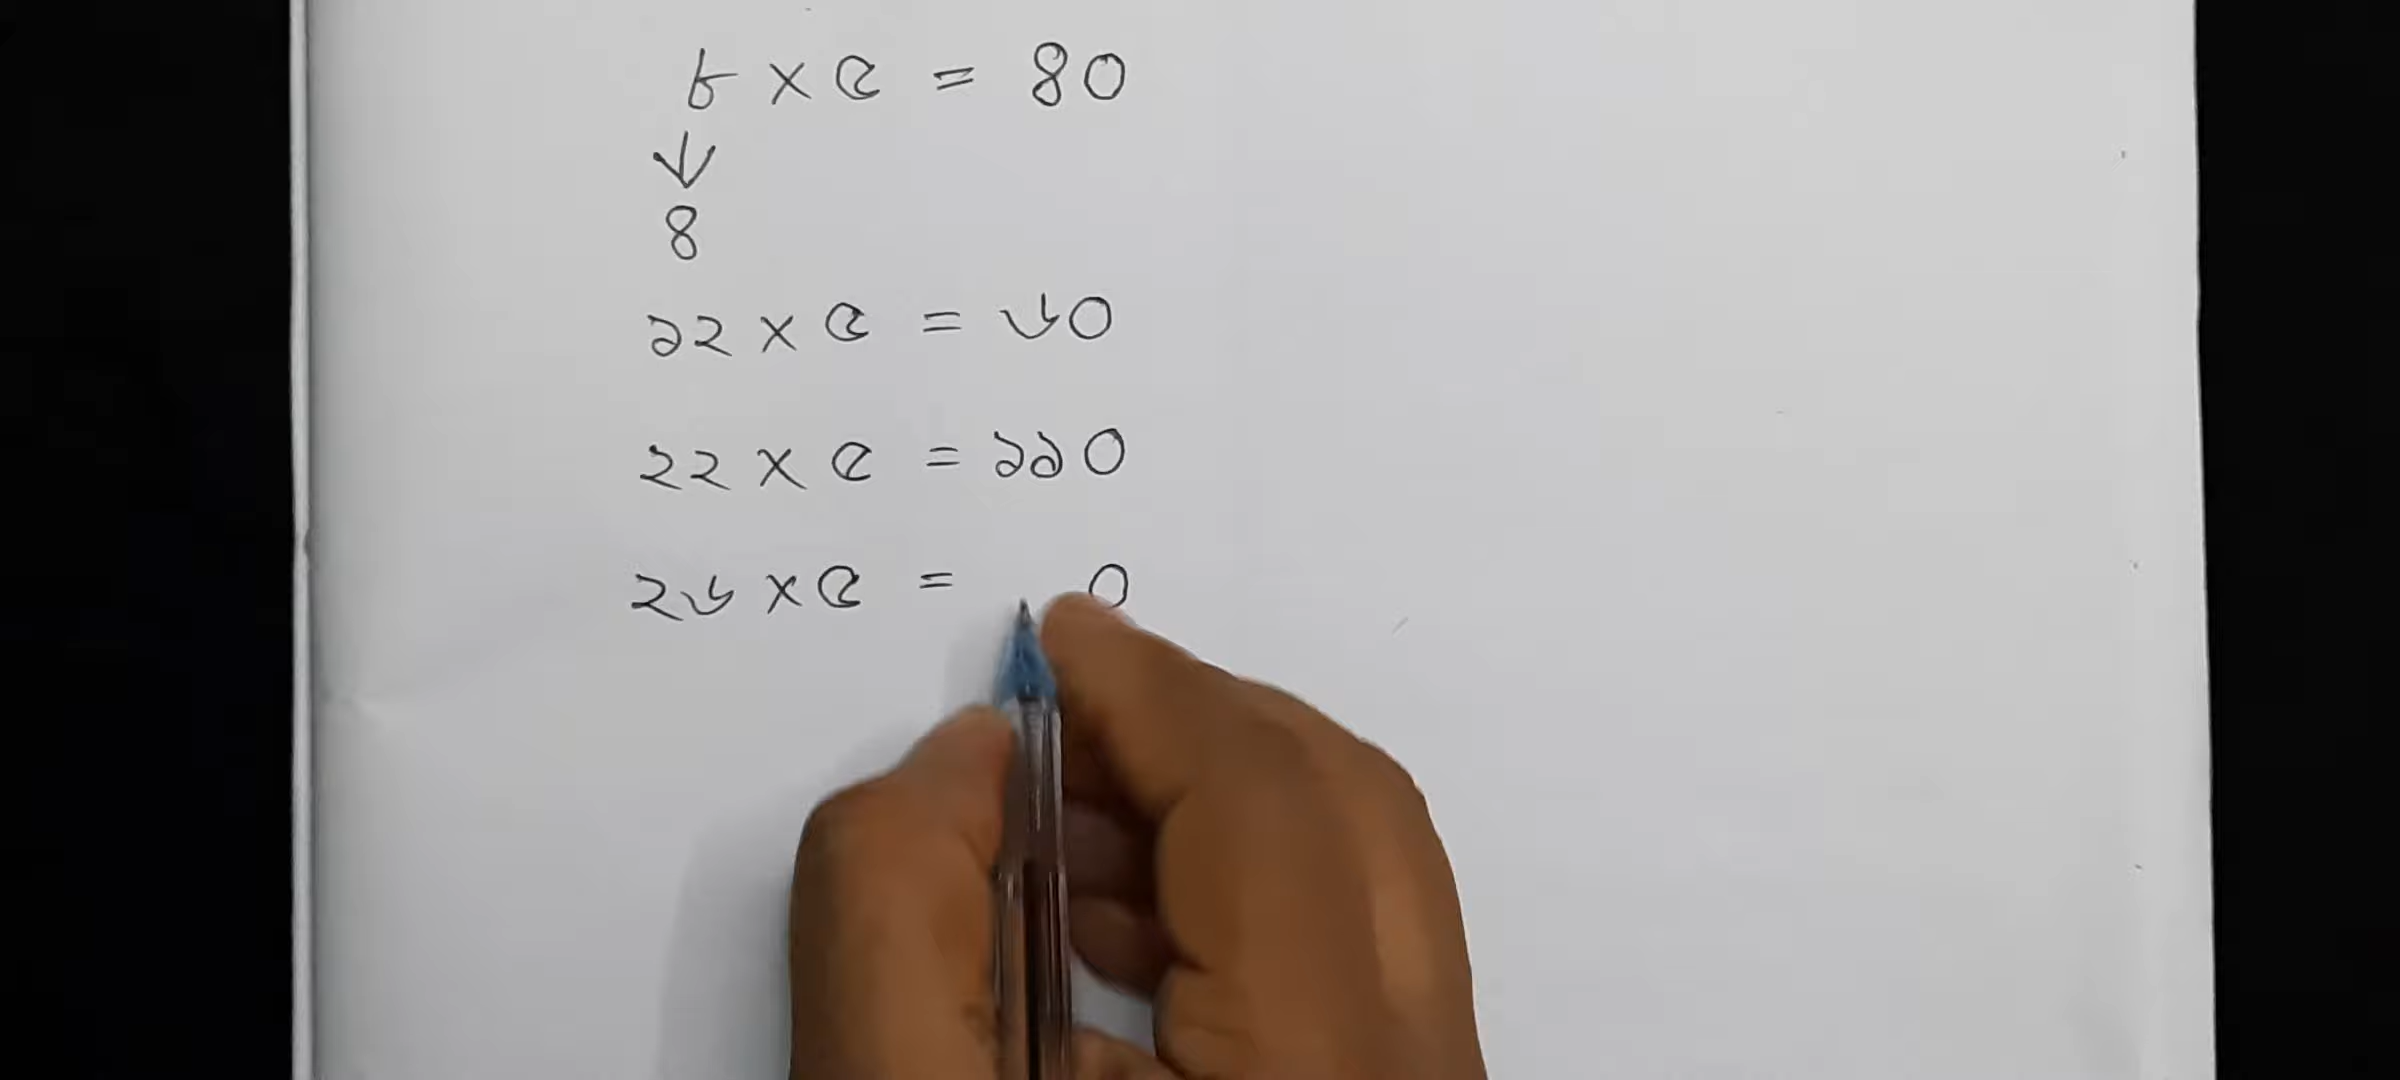 ৮ × ৫ = ৪০
↓
৪
১২ × ৫ = ৬০
২২ × ৫ = ১১০
২৬ × ৫ = ০